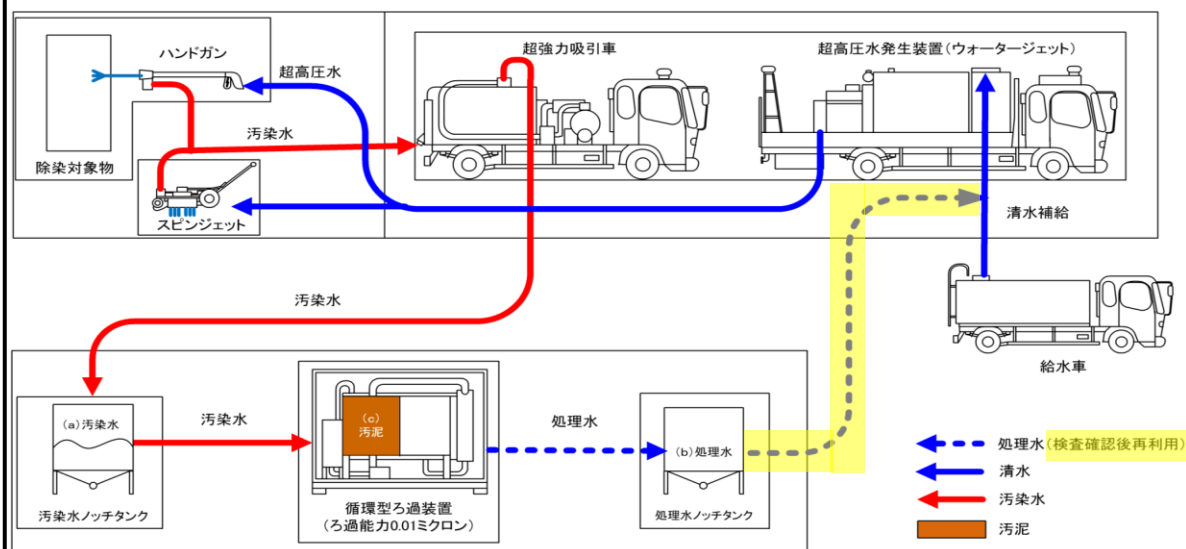 ハンドガン
超高圧水
汚染水
除染対象物
スピンジェット
超強力吸引車
超高圧水発生装置(ウォータージェット)
清水補給
給水車
汚染水
(a)汚染水
汚染水ノッチタンク
汚染水
(c)
汚泥
循環型ろ過装置
(ろ過能力0.01ミクロン)
処理水
(b)処理水
処理水ノッチタンク
処理水(検査確認後再利用)
清水
汚染水
汚泥